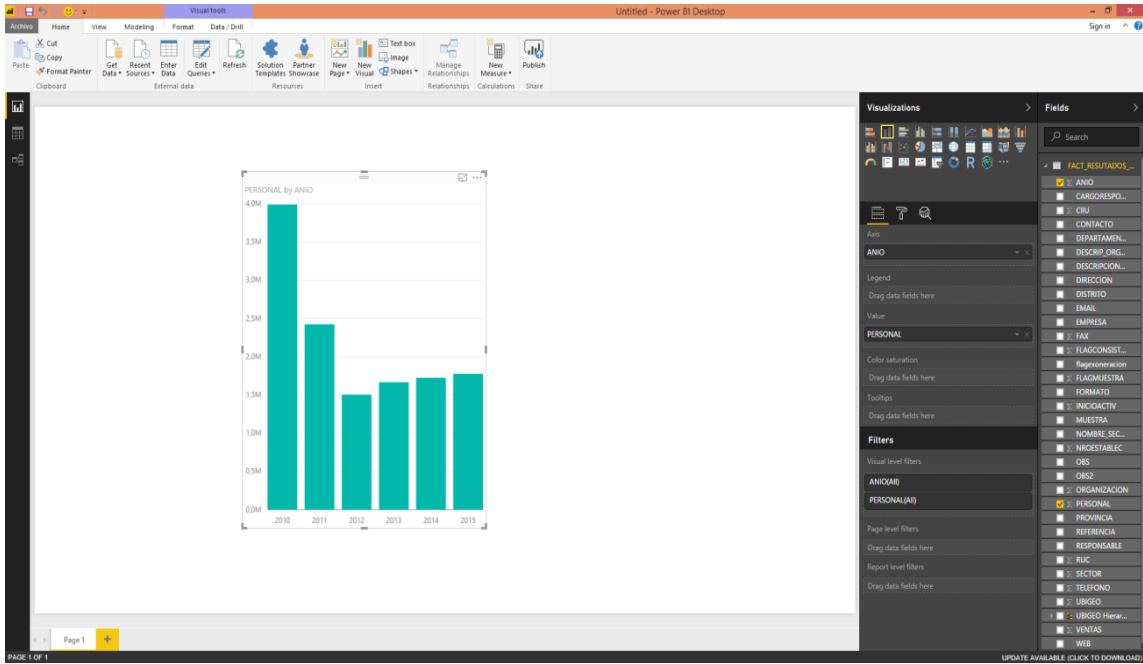 Visual tools
Untitled - Power BI Desktop
Archivo Home View Modeling Format Data / Drill
Sign in
Paste
Cut
Copy
Format Painter
Get Data
Recent Sources
Enter Data
Edit Queries
Refresh
Solution Templates
Partner Showcase
New Page
New Visual
Text box
Image
Shapes
Manage Relationships
New Measure
Publish
Clipboard External data Resources Insert Relationships Calculations Share
PERSONAL by ANIO
4,0M
3,5M
3,0M
2,5M
2,0M
1,5M
1,0M
0,5M
0,0M
2010 2011 2012 2013 2014 2015
Visualizations
R
Axis
ANIO
Legend
Drag data fields here
Value
PERSONAL
Color saturation
Drag data fields here
Tooltips
Drag data fields here
Filters
Visual level filters
ANIO(All)
PERSONAL(All)
Page level filters
Drag data fields here
Report level filters
Drag data fields here
Fields
Search
FACT_RESUTADOS_...
ANIO
CARGORESPO...
CIIU
CONTACTO
DEPARTAMEN...
DESCRIP_ORG...
DESCRIPCION...
DIRECCION
DISTRITO
EMAIL
EMPRESA
FAX
FLAGCONSIST...
flagexoneracion
FLAGMUESTRA
FORMATO
INICIOACTIV
MUESTRA
NOMBRE_SEC...
NROESTABLEC
OBS
OBS2
ORGANIZACION
PERSONAL
PROVINCIA
REFERENCIA
RESPONSABLE
RUC
SECTOR
TELEFONO
UBIGEO
UBIGEO Hierar...
VENTAS
WEB
Page 1
PAGE 1 OF 1
UPDATE AVAILABLE (CLICK TO DOWNLOAD)